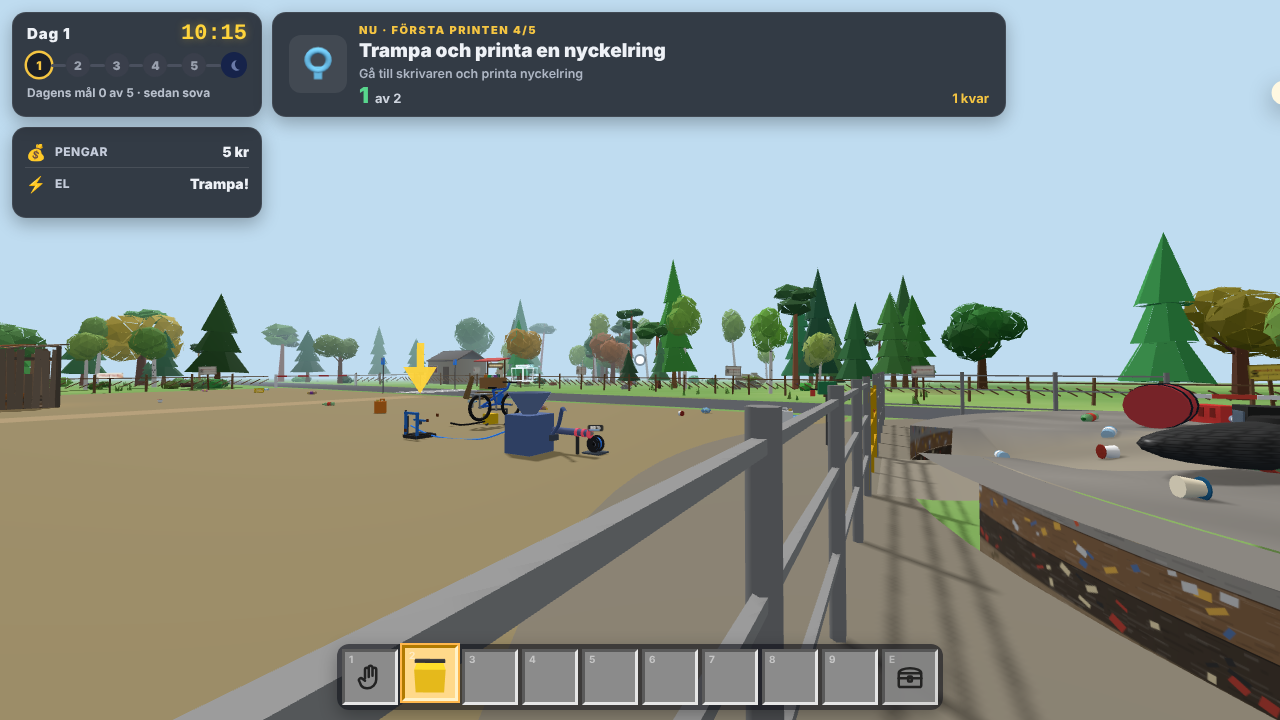 Dag 1
10:15
1 2 3 4 5
Dagens mål 0 av 5 · sedan sova
NU · FÖRSTA PRINTEN 4/5
Trampa och printa en nyckelring
Gå till skrivaren och printa nyckelring
1 av 2
1 kvar
PENGAR 5 kr
EL Trampa!
1 2 3 4 5 6 7 8 9 E